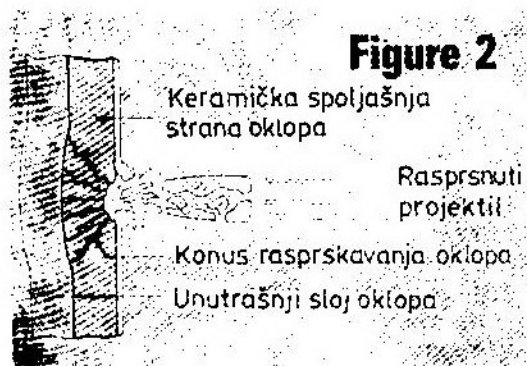 Figure 2
Keramička spoljašnja
strana oklopa
Rasprsnuti
projektil
Konus rasprskavanja oklopa
Unutrašnji sloj oklopa